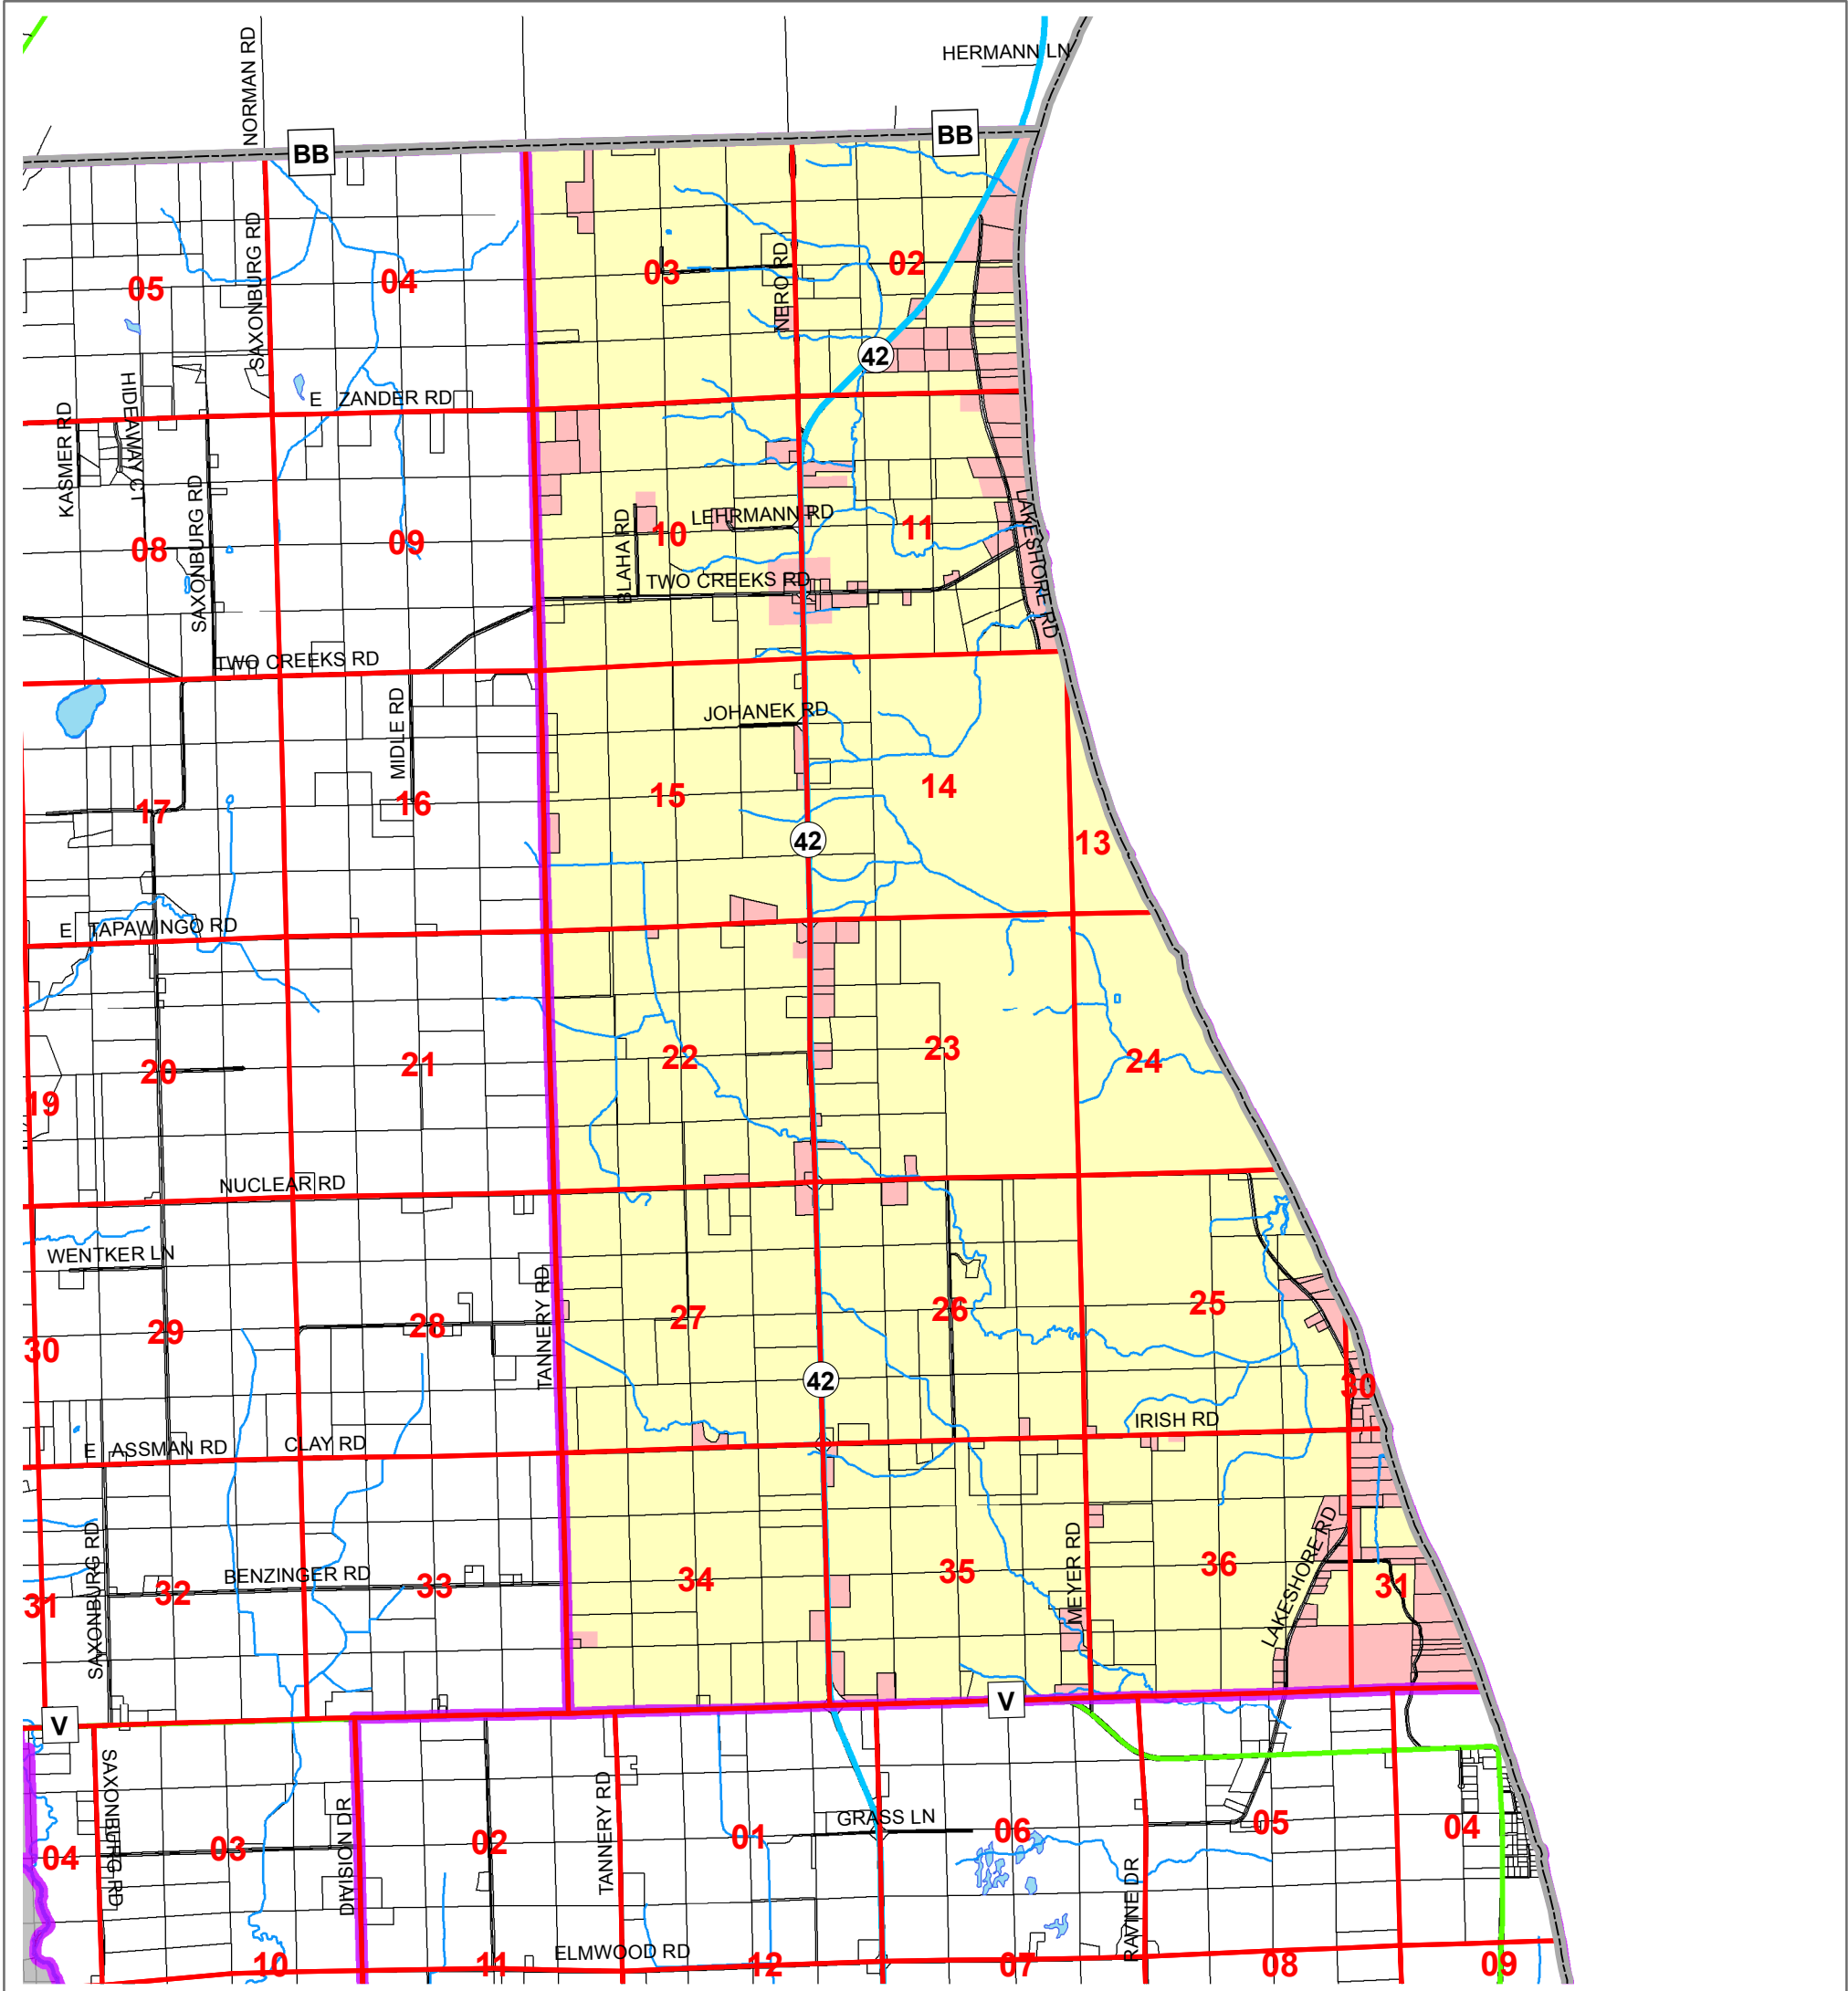 HERMANN LN
NORMAN RD
BB
BB
SAXONBURG RD
NERO RD
05
04
03
02
42
E ZANDER RD
KASMER RD
HIDEAWAY CT
SAXONBURG RD
BLAHA RD
LEHRMANN RD
LAKESHORE RD
08
09
10
11
TWO CREEKS RD
TWO CREEKS RD
MIDLE RD
JOHANEK RD
17
16
15
14
13
42
E TAPAWINGO RD
19
20
21
22
23
24
NUCLEAR RD
WENTKER LN
TANNERY RD
30
29
28
27
26
25
30
42
IRISH RD
E ASSMAN RD
CLAY RD
SAXONBURG RD
MEYER RD
LAKESHORE RD
BENZINGER RD
31
32
33
34
35
36
31
V
V
SAXONBURG RD
DIVISION DR
TANNERY RD
GRASS LN
RAVINE DR
04
03
02
01
06
05
04
ELMWOOD RD
10
11
12
07
08
09